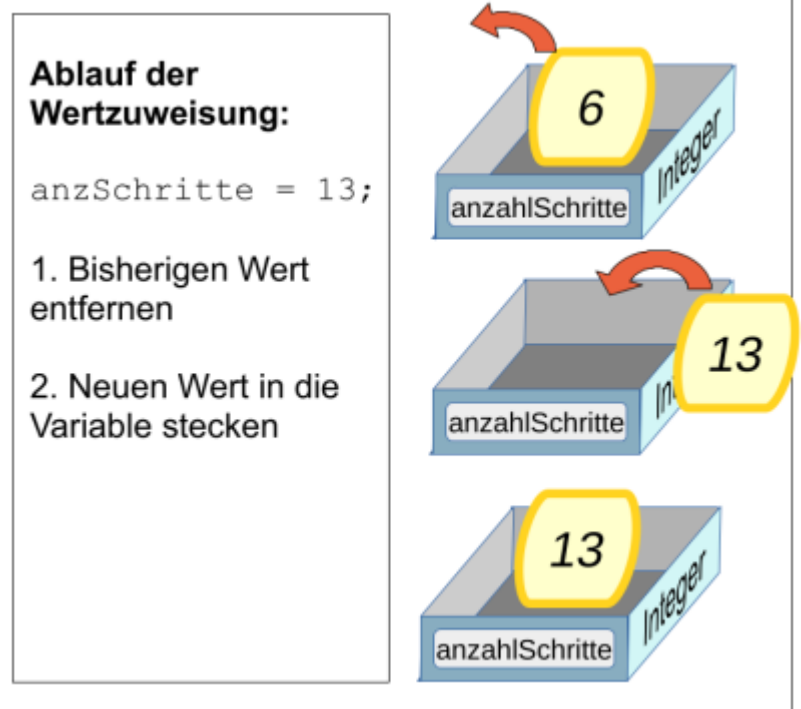 Ablauf der
Wertzuweisung:
anzSchritte = 13;
1. Bisherigen Wert
entfernen
2. Neuen Wert in die
Variable stecken
6
Integer
anzahlSchritte
13
anzahlSchritte
13
Integer
anzahlSchritte